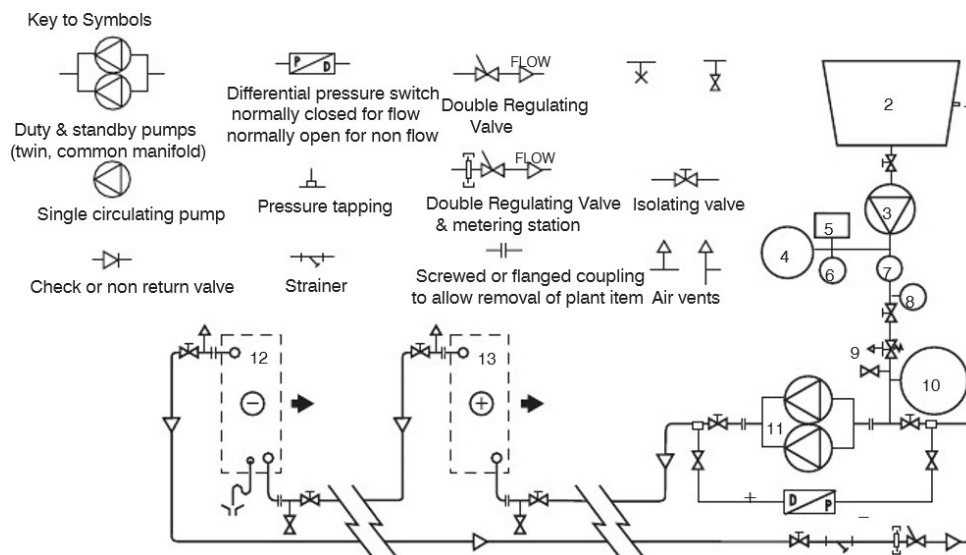 Key to Symbols
P
D
FLOW
Differential pressure switch
normally closed for flow
normally open for non flow
Double Regulating
Valve
Duty & standby pumps
(twin, common manifold)
FLOW
Single circulating pump
Pressure tapping
Double Regulating Valve
& metering station
Isolating valve
Check or non return valve
Strainer
Screwed or flanged coupling
to allow removal of plant item
Air vents
2
3
4
5
6
7
8
9
10
11
12
13
−
+
+
D
P
−